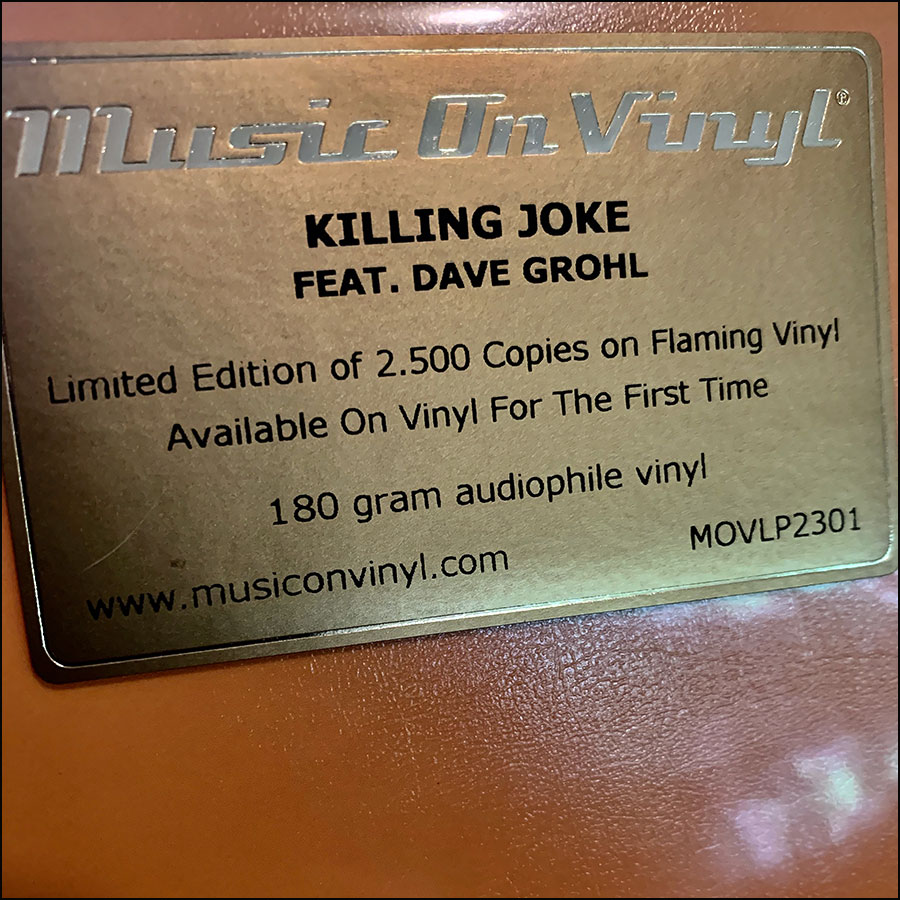 Music On Vinyl®
KILLING JOKE
FEAT. DAVE GROHL
Limited Edition of 2.500 Copies on Flaming Vinyl
Available On Vinyl For The First Time
180 gram audiophile vinyl
MOVLP2301
www.musiconvinyl.com